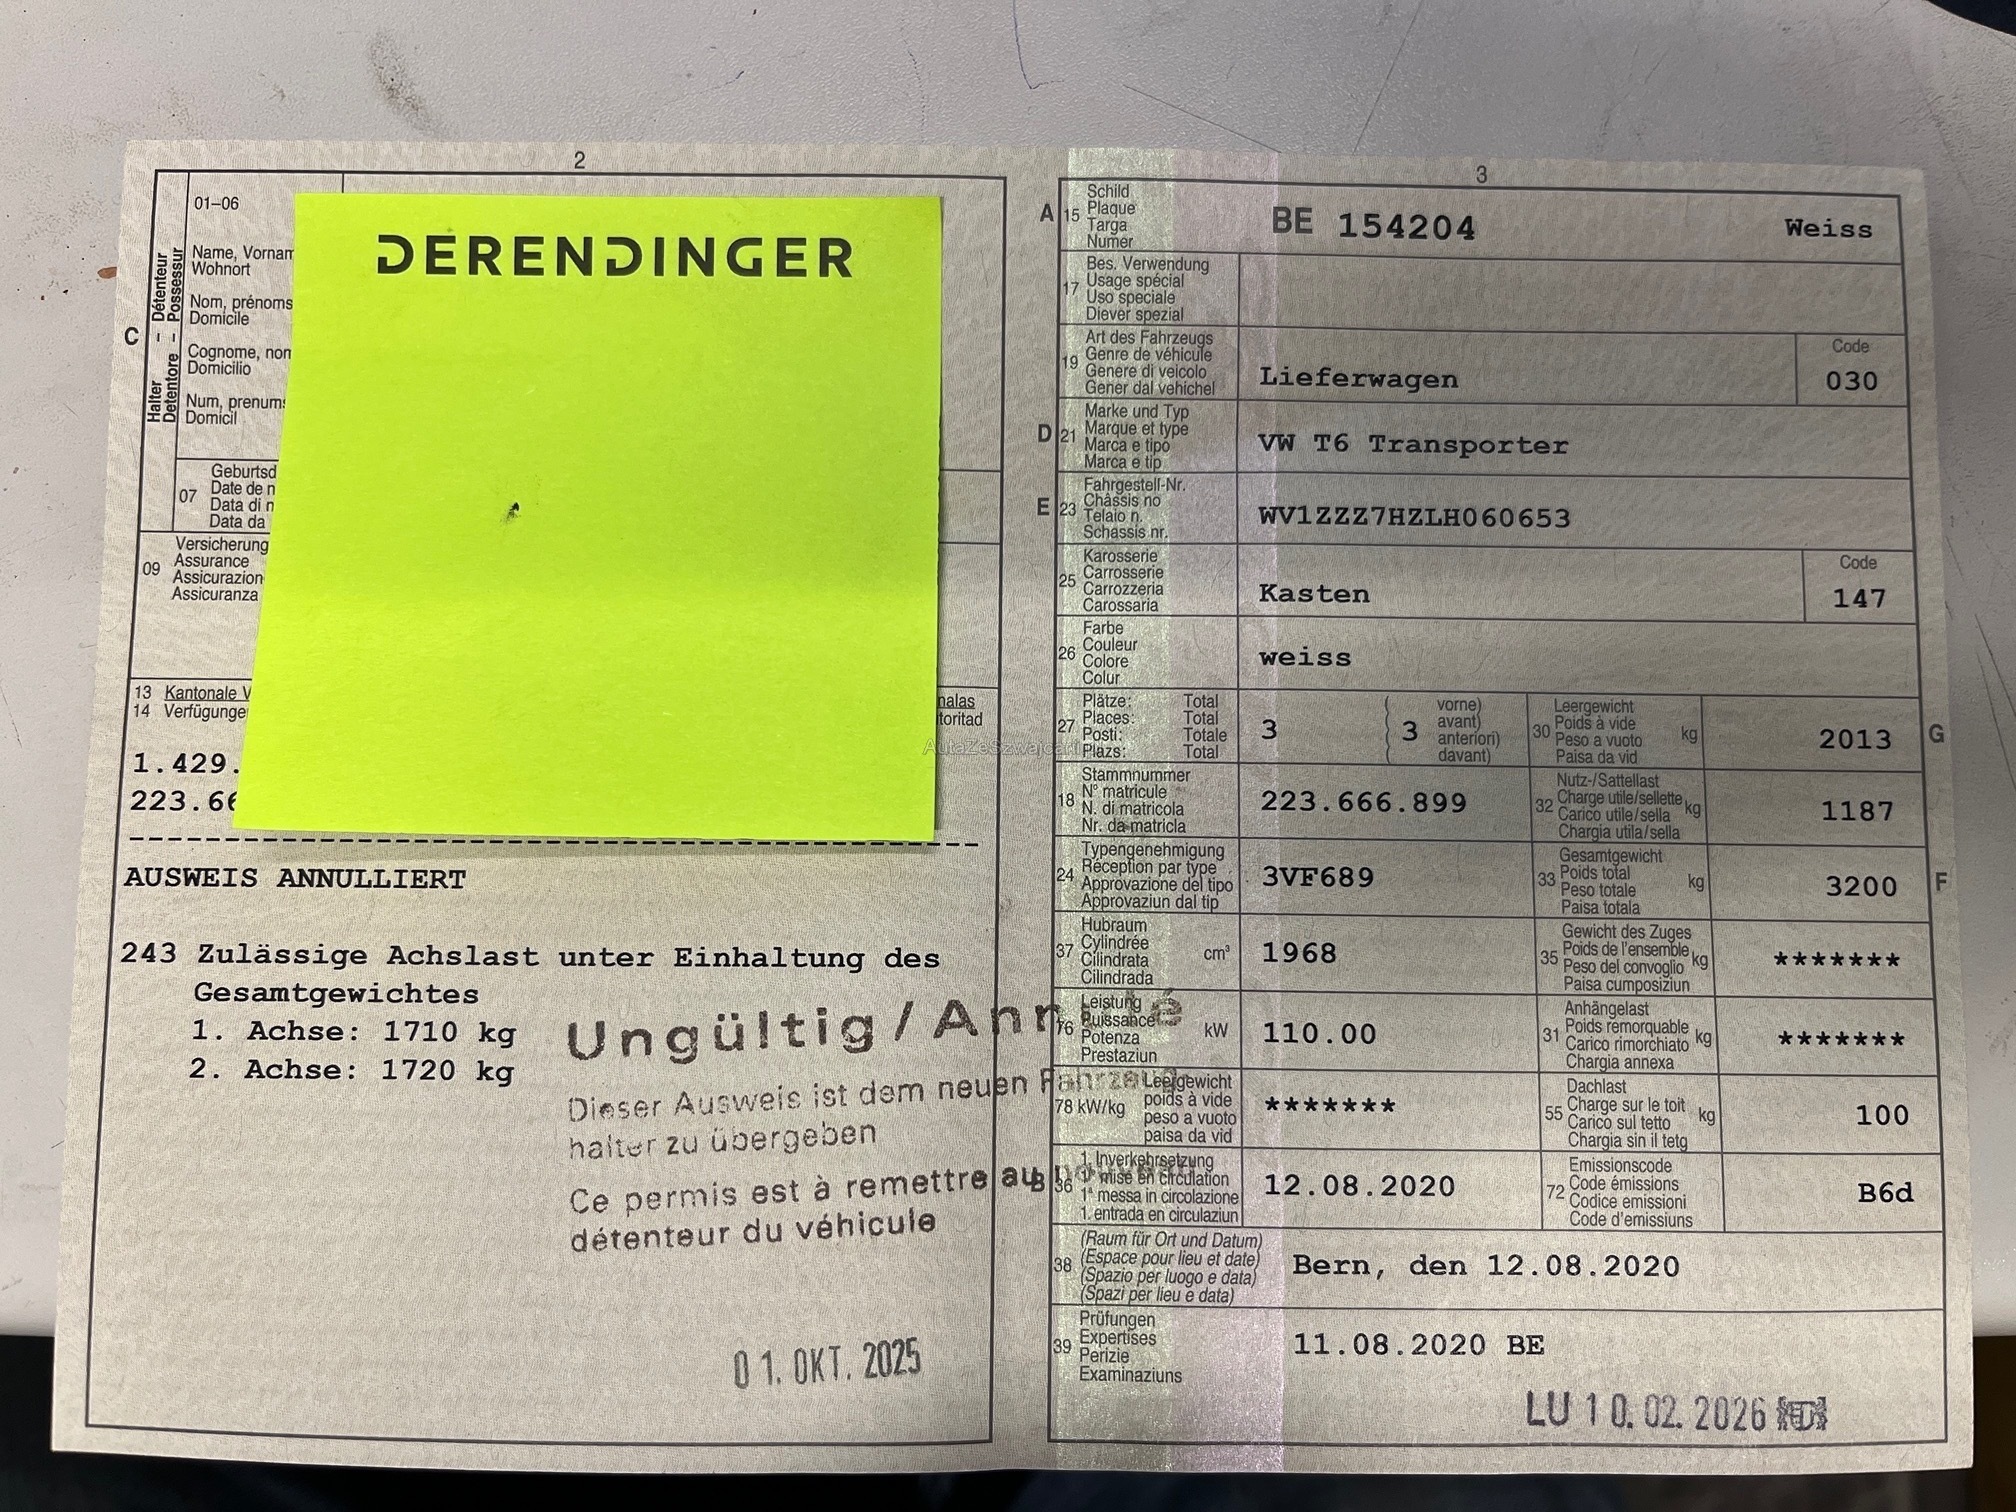 2
01–06
Halter – Détenteur
Detentore – Possessur
C
Name, Vornam
Wohnort
Nom, prénoms
Domicile
Cognome, nom
Domicilio
Num, prenums
Domicil
07
Geburtsd
Date de n
Data di n
Data da
09
Versicherung
Assurance
Assicurazion
Assicuranza
DERENDINGER
13 Kantonale V
14 Verfügunge
nalas
toritad
1.429.
223.66
AUSWEIS ANNULLIERT
243 Zulässige Achslast unter Einhaltung des
Gesamtgewichtes
1. Achse: 1710 kg
2. Achse: 1720 kg
Ungültig / Annulé
Dieser Ausweis ist dem neuen Fahrzeug-
halter zu übergeben
Ce permis est à remettre au nouveau
détenteur du véhicule
01. OKT. 2025
AutaZeSzwajcarii
3
A 15 Schild
Plaque
Targa
Numer
BE 154204 Weiss
17 Bes. Verwendung
Usage spécial
Uso speciale
Diever spezial
19 Art des Fahrzeugs
Genre de véhicule
Genere di veicolo
Gener dal vehichel
Lieferwagen
Code
030
D 21 Marke und Typ
Marque et type
Marca e tipo
Marca e tip
VW T6 Transporter
E 23 Fahrgestell-Nr.
Châssis no
Telaio n.
Schassis nr.
WV1ZZZ7HZLH060653
25 Karosserie
Carrosserie
Carrozzeria
Carossaria
Kasten
Code
147
26 Farbe
Couleur
Colore
Colur
weiss
27 Plätze: Total
Places: Total
Posti: Totale
Plazs: Total
3 ( 3 vorne)
avant)
anteriori)
davant)
30 Leergewicht
Poids à vide
Peso a vuoto
Paisa da vid
kg
2013 G
18 Stammnummer
N° matricule
N. di matricola
Nr. da matricla
223.666.899
32 Nutz-/Sattellast
Charge utile/sellette
Carico utile/sella
Chargia utila/sella
kg
1187
24 Typengenehmigung
Réception par type
Approvazione del tipo
Approvaziun dal tip
3VF689
33 Gesamtgewicht
Poids total
Peso totale
Paisa totala
kg
3200 F
37 Hubraum
Cylindrée
Cilindrata
Cilindrada
cm³
1968
35 Gewicht des Zuges
Poids de l'ensemble
Peso del convoglio
Paisa cumposiziun
kg
*******
76 Leistung
Puissance
Potenza
Prestaziun
kW
110.00
31 Anhängelast
Poids remorquable
Carico rimorchiato
Chargia annexa
kg
*******
78 kW/kg Leergewicht
poids à vide
peso a vuoto
paisa da vid
*******
55 Dachlast
Charge sur le toit
Carico sul tetto
Chargia sin il tetg
kg
100
B 36 1. Inverkehrsetzung
1. mise en circulation
1ª messa in circolazione
1. entrada en circulaziun
12.08.2020
72 Emissionscode
Code émissions
Codice emissioni
Code d'emissiuns
B6d
38 (Raum für Ort und Datum)
(Espace pour lieu et date)
(Spazio per luogo e data)
(Spazi per lieu e data)
Bern, den 12.08.2020
39 Prüfungen
Expertises
Perizie
Examinaziuns
11.08.2020 BE
LU 10. 02. 2026